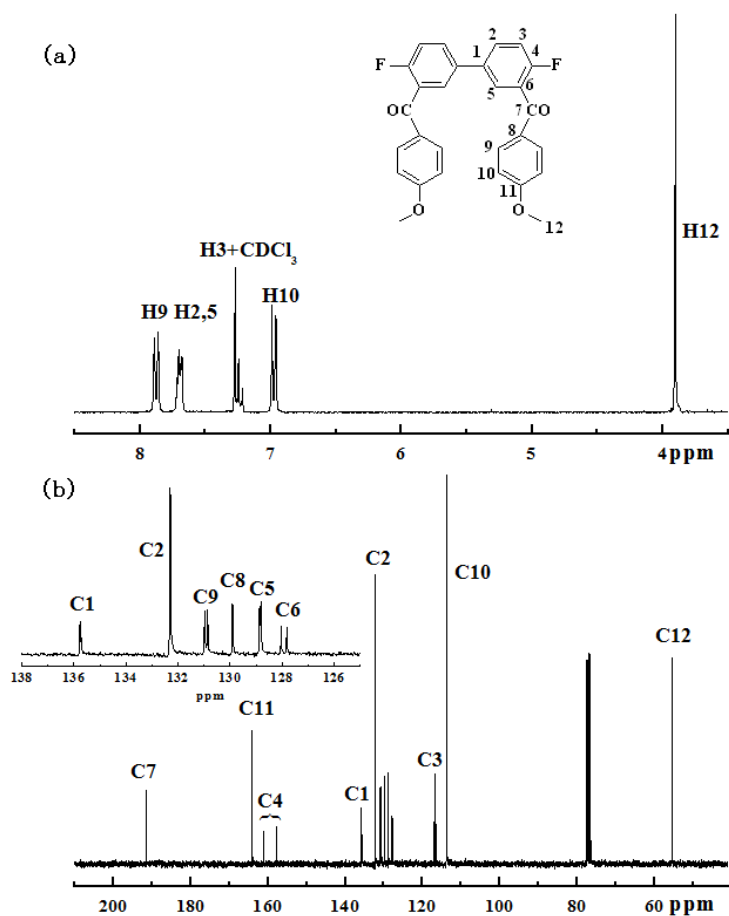 (a)
2 3
1 4
F F
5 6
OC CO
7
8
9
10
11
O O
12
H3+CDCl3
H12
H10
H9 H2,5
8 7 6 5 4 ppm
(b)
C2
C2
C10
C1
C9 C8 C5
C6
C12
138 136 134 132 130 128 126
ppm
C11
C7
C4
C1
C3
200 180 160 140 120 100 80 60 ppm